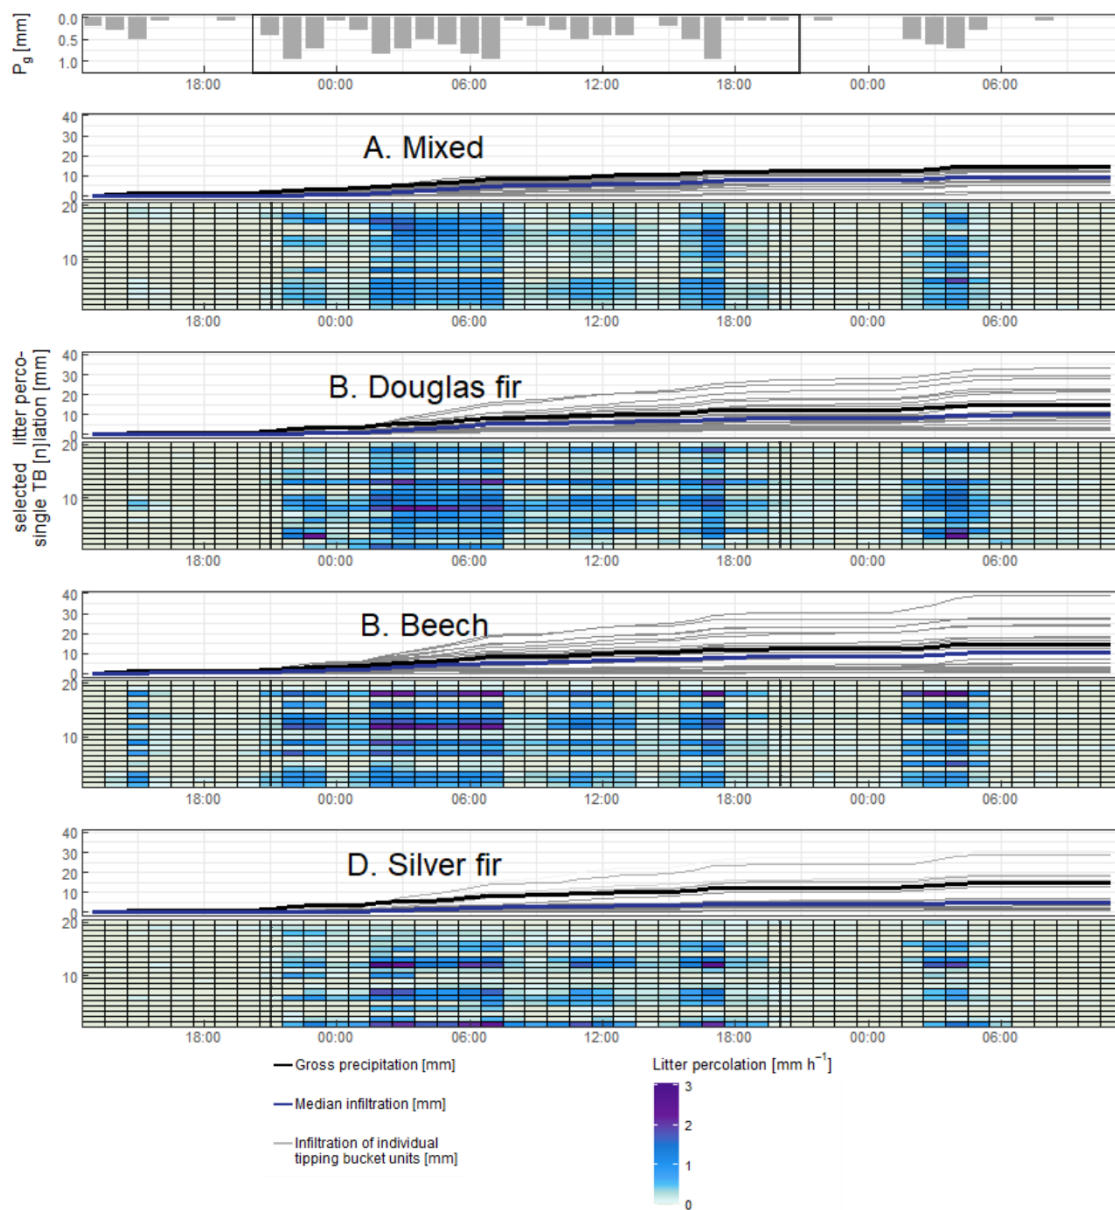 0.0
0.5
1.0
Pg [mm]
18:00 00:00 06:00 12:00 18:00 00:00 06:00
40
30
20
10
0
A. Mixed
20
10
18:00 00:00 06:00 12:00 18:00 00:00 06:00
40
30
20
10
0
B. Douglas fir
20
10
selected litter perco-
single TB [n] lation [mm]
18:00 00:00 06:00 12:00 18:00 00:00 06:00
40
30
20
10
0
B. Beech
20
10
18:00 00:00 06:00 12:00 18:00 00:00 06:00
40
30
20
10
0
D. Silver fir
20
10
18:00 00:00 06:00 12:00 18:00 00:00 06:00
Gross precipitation [mm]
Median infiltration [mm]
Infiltration of individual
tipping bucket units [mm]
Litter percolation [mm h⁻¹]
3
2
1
0